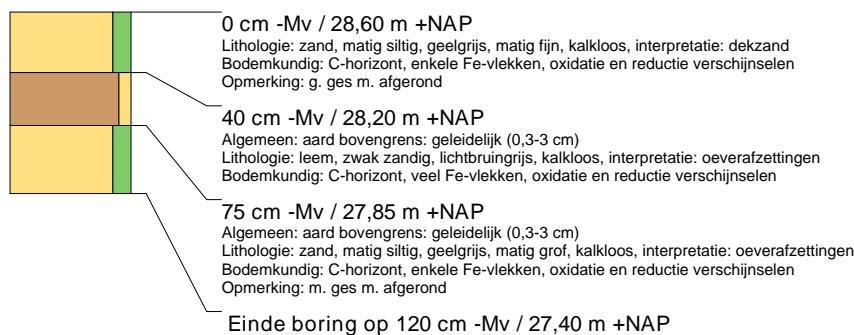 0 cm -Mv / 28,60 m +NAP
Lithologie: zand, matig siltig, geelgrijs, matig fijn, kalkloos, interpretatie: dekzand
Bodemkundig: C-horizont, enkele Fe-vlekken, oxidatie en reductie verschijnselen
Opmerking: g. ges m. afgerond
40 cm -Mv / 28,20 m +NAP
Algemeen: aard bovengrens: geleidelijk (0,3-3 cm)
Lithologie: leem, zwak zandig, lichtbruingrijs, kalkloos, interpretatie: oeverafzettingen
Bodemkundig: C-horizont, veel Fe-vlekken, oxidatie en reductie verschijnselen
75 cm -Mv / 27,85 m +NAP
Algemeen: aard bovengrens: geleidelijk (0,3-3 cm)
Lithologie: zand, matig siltig, geelgrijs, matig grof, kalkloos, interpretatie: oeverafzettingen
Bodemkundig: C-horizont, enkele Fe-vlekken, oxidatie en reductie verschijnselen
Opmerking: m. ges m. afgerond
Einde boring op 120 cm -Mv / 27,40 m +NAP